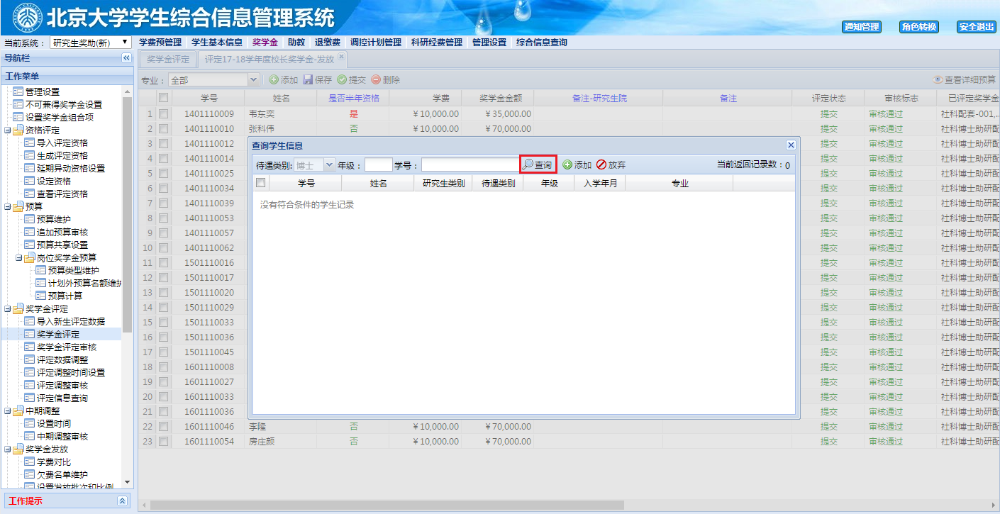 北京大学学生综合信息管理系统
通知管理 角色转换 安全退出
当前系统： 研究生奖助(新) 学费预管理 学生基本信息 奖学金 助教 退缴费 调控计划管理 科研经费管理 管理设置 综合信息查询
导航栏
奖学金评定 评定17-18学年度校长奖学金-发放
工作菜单
管理设置
不可兼得奖学金设置
设置奖学金组合项
资格评定
导入评定资格
生成评定资格
延期异动资格设置
设定资格
查看评定资格
预算
预算维护
追加预算审核
预算共享设置
岗位奖学金预算
预算类型维护
计划外预算名额维护
预算计算
奖学金评定
导入新生评定数据
奖学金评定
奖学金评定审核
评定数据调整
评定调整时间设置
评定调整审核
评定信息查询
中期调整
设置时间
中期调整审核
奖学金发放
学费对比
欠费名单维护
设置发放批次和比例
工作提示
专业： 全部 添加 保存 提交 删除 查看详细预算
学号 姓名 是否半年资格 学费 奖学金金额 备注-研究生院 备注 评定状态 审核标志 已评定奖学金
1 1401110009 韦东奕 是 ￥10,000.00 ￥35,000.00 提交 审核通过 社科配套-001,...
2 1401110010 张科伟 否 ￥10,000.00 ￥70,000.00 提交 审核通过 社科博士助研配
3 1401110012 提交 审核通过 社科博士助研配
4 1401110014 提交 审核通过 社科博士助研配
5 1401110025 提交 审核通过 社科博士助研配
6 1401110034 提交 审核通过 社科博士助研配
7 1401110039 提交 审核通过 社科博士助研配
8 1401110053 提交 审核通过 社科博士助研配
9 1401110057 提交 审核通过 社科博士助研配
10 1401110062 提交 审核通过 社科博士助研配
11 1501110016 提交 审核通过 社科博士助研配
12 1501110017 提交 审核通过 社科博士助研配
13 1501110020 提交 审核通过 社科博士助研配
14 1501110029 提交 审核通过 社科博士助研配
15 1501110033 提交 审核通过 社科博士助研配
16 1501110036 提交 审核通过 社科博士助研配
17 1501110045 提交 审核通过 社科博士助研配
18 1601110008 提交 审核通过 社科博士助研配
19 1601110027 提交 审核通过 社科博士助研配
20 1601110033 提交 审核通过 社科博士助研配
21 1601110036 提交 审核通过 社科博士助研配
22 1601110046 李隆 否 ￥10,000.00 ￥70,000.00 提交 审核通过 社科博士助研配
23 1601110054 房庄颜 否 ￥10,000.00 ￥70,000.00 提交 审核通过 社科博士助研配
查询学生信息
待遇类别: 博士 年级： 学号： 查询 添加 放弃 当前返回记录数：0
学号 姓名 研究生类别 待遇类别 年级 入学年月 专业
没有符合条件的学生记录